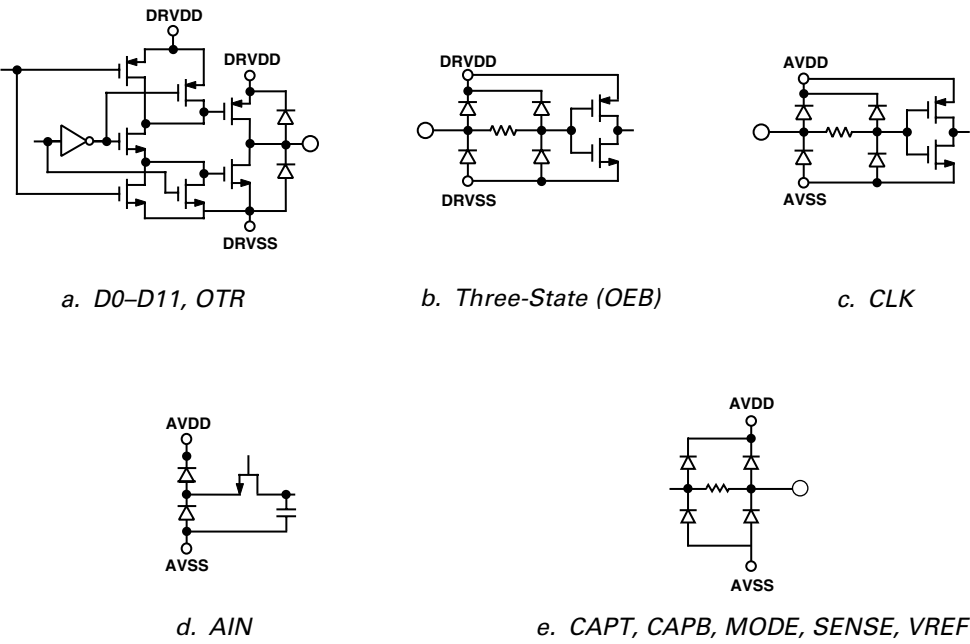 DRVDD
DRVDD
DRVSS
a. D0–D11, OTR
DRVDD
DRVSS
b. Three-State (OEB)
AVDD
AVSS
c. CLK
AVDD
AVSS
d. AIN
AVDD
AVSS
e. CAPT, CAPB, MODE, SENSE, VREF